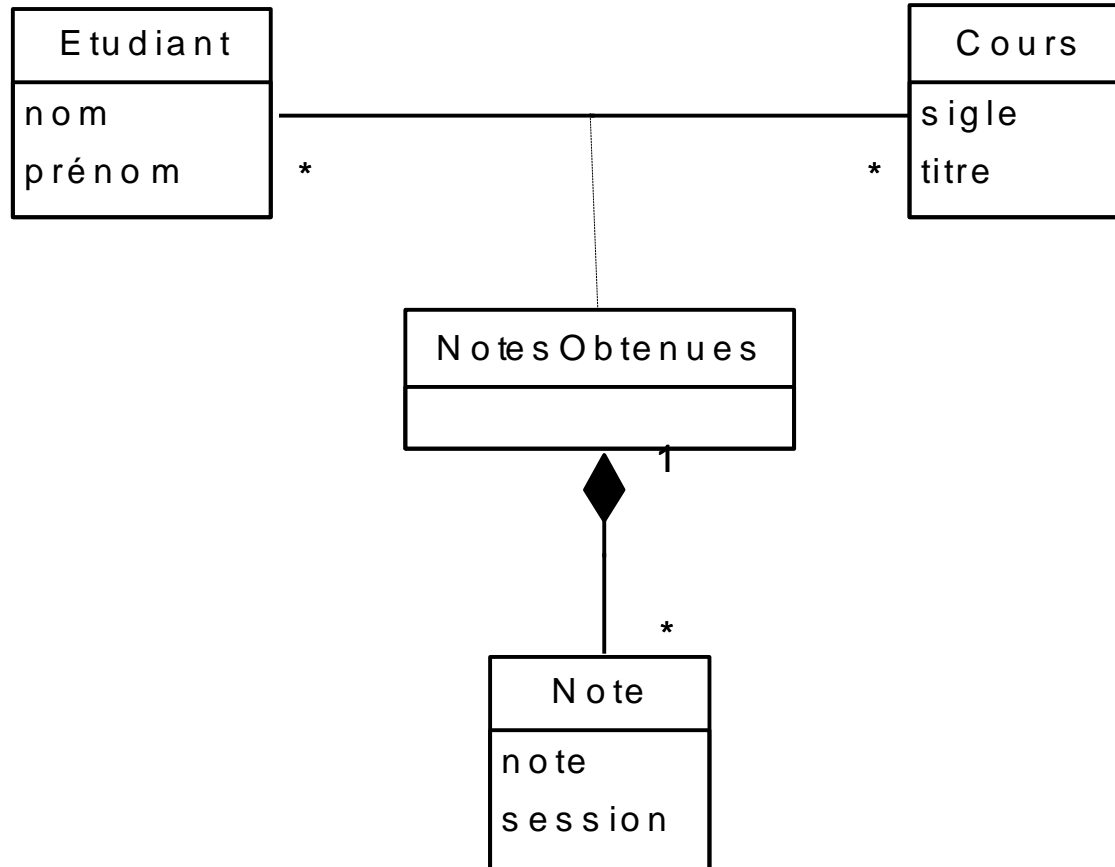 Etudiant
nom
prénom
*
Cours
sigle
titre
*
NotesObtenues
1
*
Note
note
session